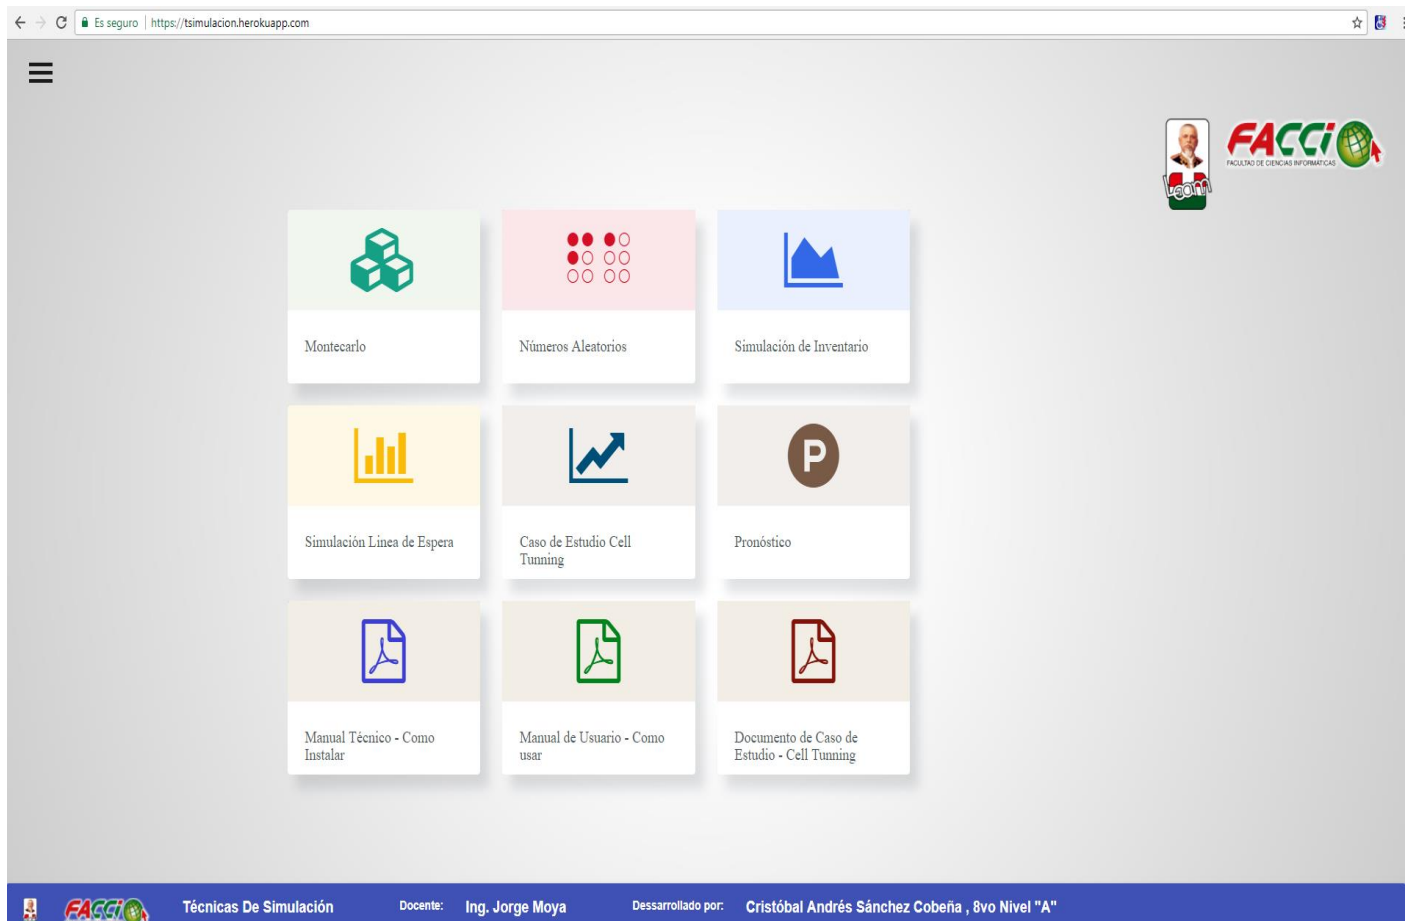 Es seguro | https://tsimulacion.herokuapp.com
FACCi
FACULTAD DE CIENCIAS INFORMÁTICAS
Montecarlo
Números Aleatorios
Simulación de Inventario
P
Simulación Linea de Espera
Caso de Estudio Cell
Tunning
Pronóstico
Manual Técnico - Como
Instalar
Manual de Usuario - Como
usar
Documento de Caso de
Estudio - Cell Tunning
FACCi
Técnicas De Simulación
Docente: Ing. Jorge Moya
Dessarrollado por: Cristóbal Andrés Sánchez Cobeña , 8vo Nivel "A"